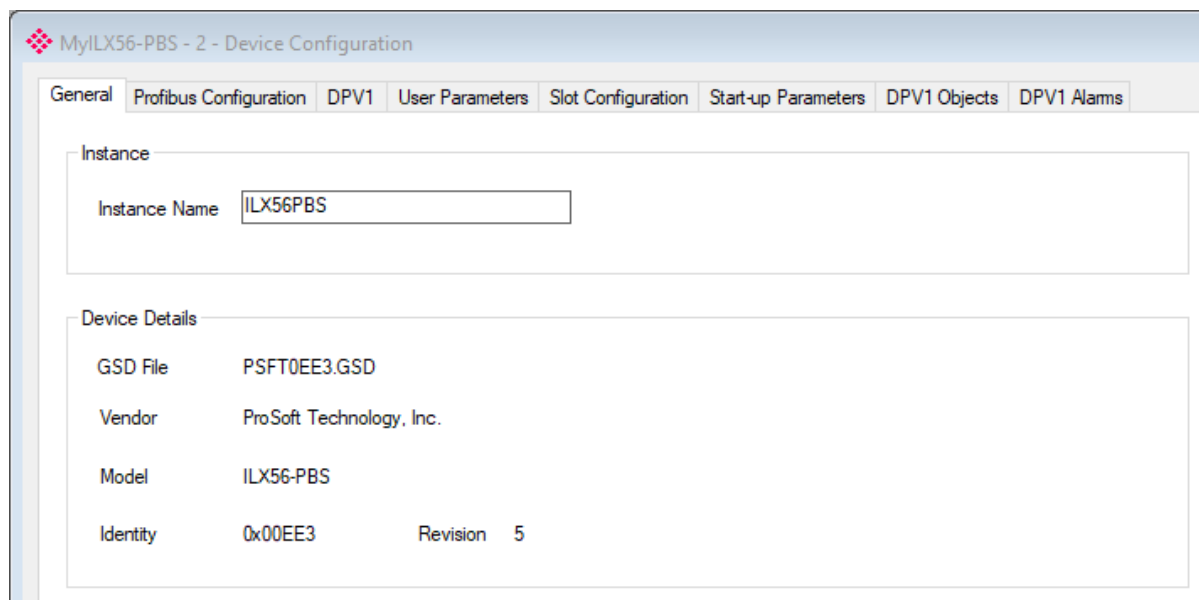 MyILX56-PBS - 2 - Device Configuration
General Profibus Configuration DPV1 User Parameters Slot Configuration Start-up Parameters DPV1 Objects DPV1 Alarms
Instance
Instance Name ILX56PBS
Device Details
GSD File PSFT0EE3.GSD
Vendor ProSoft Technology, Inc.
Model ILX56-PBS
Identity 0x00EE3 Revision 5